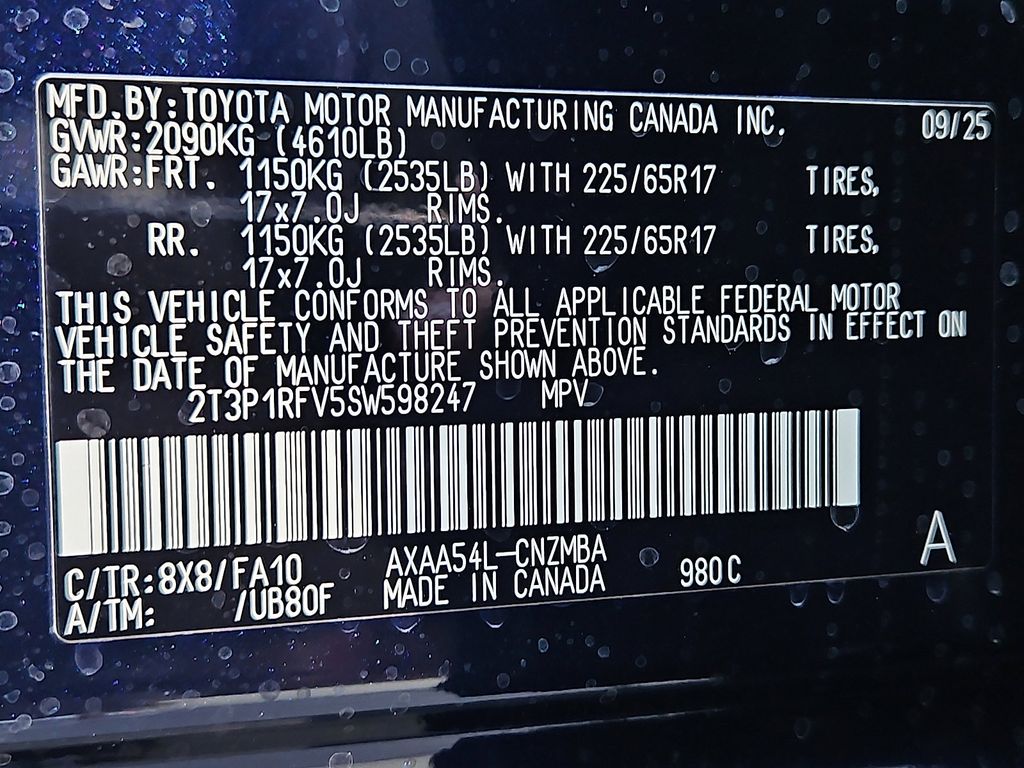 MFD.BY:TOYOTA MOTOR MANUFACTURING CANADA INC. 09/25
GVWR:2090KG (4610LB)
GAWR:FRT. 1150KG (2535LB) WITH 225/65R17 TIRES,
17x7.0J RIMS.
RR. 1150KG (2535LB) WITH 225/65R17 TIRES,
17x7.0J RIMS.
THIS VEHICLE CONFORMS TO ALL APPLICABLE FEDERAL MOTOR
VEHICLE SAFETY AND THEFT PREVENTION STANDARDS IN EFFECT ON
THE DATE OF MANUFACTURE SHOWN ABOVE.
2T3P1RFV5SW598247 MPV
C/TR:8X8/FA10 AXAA54L-CNZMBA
A/TM: /UB80F MADE IN CANADA 980C A